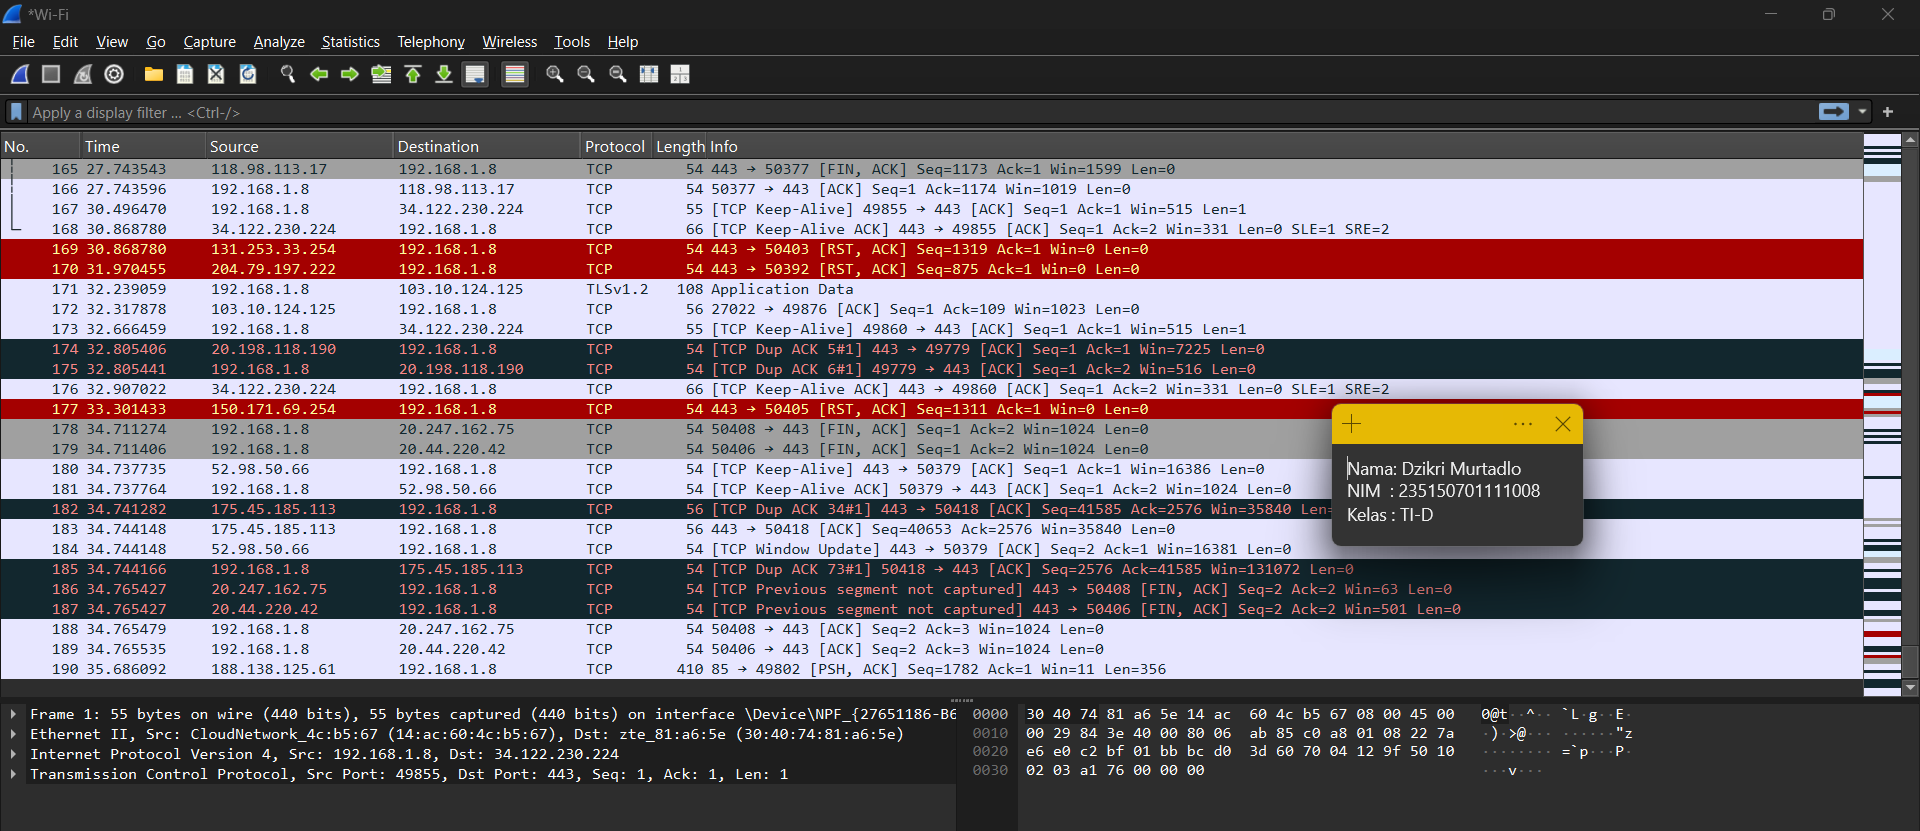 *Wi-Fi
File Edit View Go Capture Analyze Statistics Telephony Wireless Tools Help
Apply a display filter ... <Ctrl-/>
No. Time Source Destination Protocol Length Info
165 27.743543 118.98.113.17 192.168.1.8 TCP 54 443 → 50377 [FIN, ACK] Seq=1173 Ack=1 Win=1599 Len=0
166 27.743596 192.168.1.8 118.98.113.17 TCP 54 50377 → 443 [ACK] Seq=1 Ack=1174 Win=1019 Len=0
167 30.496470 192.168.1.8 34.122.230.224 TCP 55 [TCP Keep-Alive] 49855 → 443 [ACK] Seq=1 Ack=1 Win=515 Len=1
168 30.868780 34.122.230.224 192.168.1.8 TCP 66 [TCP Keep-Alive ACK] 443 → 49855 [ACK] Seq=1 Ack=2 Win=331 Len=0 SLE=1 SRE=2
169 30.868780 131.253.33.254 192.168.1.8 TCP 54 443 → 50403 [RST, ACK] Seq=1319 Ack=1 Win=0 Len=0
170 31.970455 204.79.197.222 192.168.1.8 TCP 54 443 → 50392 [RST, ACK] Seq=875 Ack=1 Win=0 Len=0
171 32.239059 192.168.1.8 103.10.124.125 TLSv1.2 108 Application Data
172 32.317878 103.10.124.125 192.168.1.8 TCP 56 27022 → 49876 [ACK] Seq=1 Ack=109 Win=1023 Len=0
173 32.666459 192.168.1.8 34.122.230.224 TCP 55 [TCP Keep-Alive] 49860 → 443 [ACK] Seq=1 Ack=1 Win=515 Len=1
174 32.805406 20.198.118.190 192.168.1.8 TCP 54 [TCP Dup ACK 5#1] 443 → 49779 [ACK] Seq=1 Ack=1 Win=7225 Len=0
175 32.805441 192.168.1.8 20.198.118.190 TCP 54 [TCP Dup ACK 6#1] 49779 → 443 [ACK] Seq=1 Ack=2 Win=516 Len=0
176 32.907022 34.122.230.224 192.168.1.8 TCP 66 [TCP Keep-Alive ACK] 443 → 49860 [ACK] Seq=1 Ack=2 Win=331 Len=0 SLE=1 SRE=2
177 33.301433 150.171.69.254 192.168.1.8 TCP 54 443 → 50405 [RST, ACK] Seq=1311 Ack=1 Win=0 Len=0
178 34.711274 192.168.1.8 20.247.162.75 TCP 54 50408 → 443 [FIN, ACK] Seq=1 Ack=2 Win=1024 Len=0
179 34.711406 192.168.1.8 20.44.220.42 TCP 54 50406 → 443 [FIN, ACK] Seq=1 Ack=2 Win=1024 Len=0
180 34.737735 52.98.50.66 192.168.1.8 TCP 54 [TCP Keep-Alive] 443 → 50379 [ACK] Seq=1 Ack=1 Win=16386 Len=0
181 34.737764 192.168.1.8 52.98.50.66 TCP 54 [TCP Keep-Alive ACK] 50379 → 443 [ACK] Seq=1 Ack=2 Win=1024 Len=0
182 34.741282 175.45.185.113 192.168.1.8 TCP 56 [TCP Dup ACK 34#1] 443 → 50418 [ACK] Seq=41585 Ack=2576 Win=35840 Len=
183 34.744148 175.45.185.113 192.168.1.8 TCP 56 443 → 50418 [ACK] Seq=40653 Ack=2576 Win=35840 Len=0
184 34.744148 52.98.50.66 192.168.1.8 TCP 54 [TCP Window Update] 443 → 50379 [ACK] Seq=2 Ack=1 Win=16381 Len=0
185 34.744166 192.168.1.8 175.45.185.113 TCP 54 [TCP Dup ACK 73#1] 50418 → 443 [ACK] Seq=2576 Ack=41585 Win=131072 Len=0
186 34.765427 20.247.162.75 192.168.1.8 TCP 54 [TCP Previous segment not captured] 443 → 50408 [FIN, ACK] Seq=2 Ack=2 Win=63 Len=0
187 34.765427 20.44.220.42 192.168.1.8 TCP 54 [TCP Previous segment not captured] 443 → 50406 [FIN, ACK] Seq=2 Ack=2 Win=501 Len=0
188 34.765479 192.168.1.8 20.247.162.75 TCP 54 50408 → 443 [ACK] Seq=2 Ack=3 Win=1024 Len=0
189 34.765535 192.168.1.8 20.44.220.42 TCP 54 50406 → 443 [ACK] Seq=2 Ack=3 Win=1024 Len=0
190 35.686092 188.138.125.61 192.168.1.8 TCP 410 85 → 49802 [PSH, ACK] Seq=1782 Ack=1 Win=11 Len=356
Nama: Dzikri Murtadlo
NIM : 235150701111008
Kelas : TI-D
Frame 1: 55 bytes on wire (440 bits), 55 bytes captured (440 bits) on interface \Device\NPF_{27651186-B6
Ethernet II, Src: CloudNetwork_4c:b5:67 (14:ac:60:4c:b5:67), Dst: zte_81:a6:5e (30:40:74:81:a6:5e)
Internet Protocol Version 4, Src: 192.168.1.8, Dst: 34.122.230.224
Transmission Control Protocol, Src Port: 49855, Dst Port: 443, Seq: 1, Ack: 1, Len: 1
0000 30 40 74 81 a6 5e 14 ac 60 4c b5 67 08 00 45 00 0@t··^·· `L·g··E·
0010 00 29 84 3e 40 00 80 06 ab 85 c0 a8 01 08 22 7a ·)·>@··· ······"z
0020 e6 e0 c2 bf 01 bb bc d0 3d 60 70 04 12 9f 50 10 ········ =`p···P·
0030 02 03 a1 76 00 00 00 ···v···